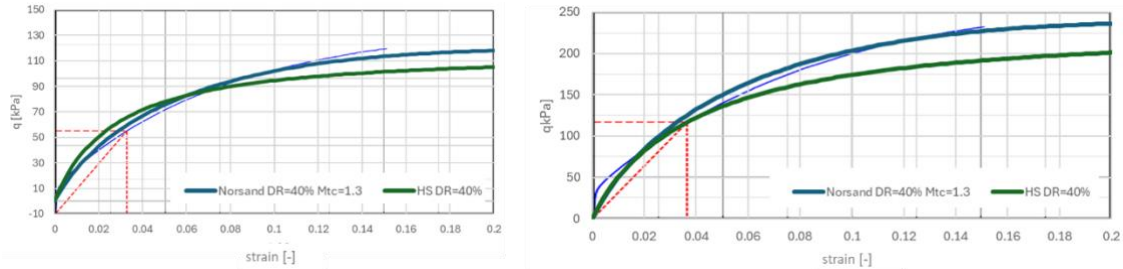 150
130
110
90
70
50
30
10
-10
q [kPa]
0 0.02 0.04 0.06 0.08 0.1 0.12 0.14 0.16 0.18 0.2
strain [-]
Norsand DR=40% Mtc=1.3 HS DR=40%
250
200
150
100
50
0
qkPa]
0 0.02 0.04 0.06 0.08 0.1 0.12 0.14 0.16 0.18 0.2
strain [-]
Norsand DR=40% Mtc=1.3 HS DR=40%